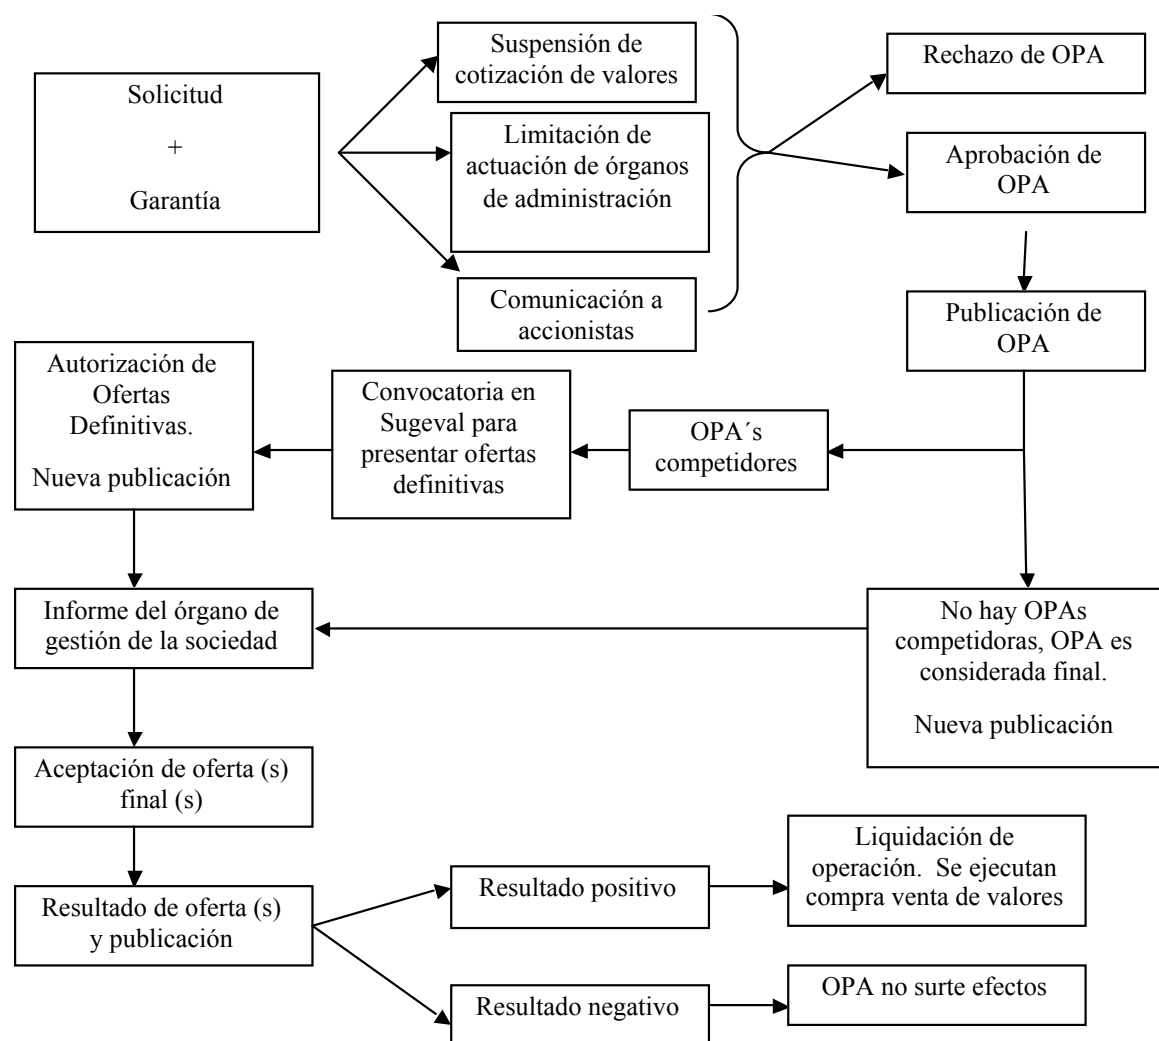 Solicitud
+
Garantía
Suspensión de
cotización de valores
Limitación de
actuación de órganos
de administración
Comunicación a
accionistas
Rechazo de OPA
Aprobación de
OPA
Publicación de
OPA
Autorización de
Ofertas
Definitivas.
Nueva publicación
Convocatoria en
Sugeval para
presentar ofertas
definitivas
OPA´s
competidores
Informe del órgano de
gestión de la sociedad
No hay OPAs
competidoras, OPA es
considerada final.
Nueva publicación
Aceptación de oferta (s)
final (s)
Resultado de oferta (s)
y publicación
Resultado positivo
Liquidación de
operación. Se ejecutan
compra venta de valores
Resultado negativo
OPA no surte efectos